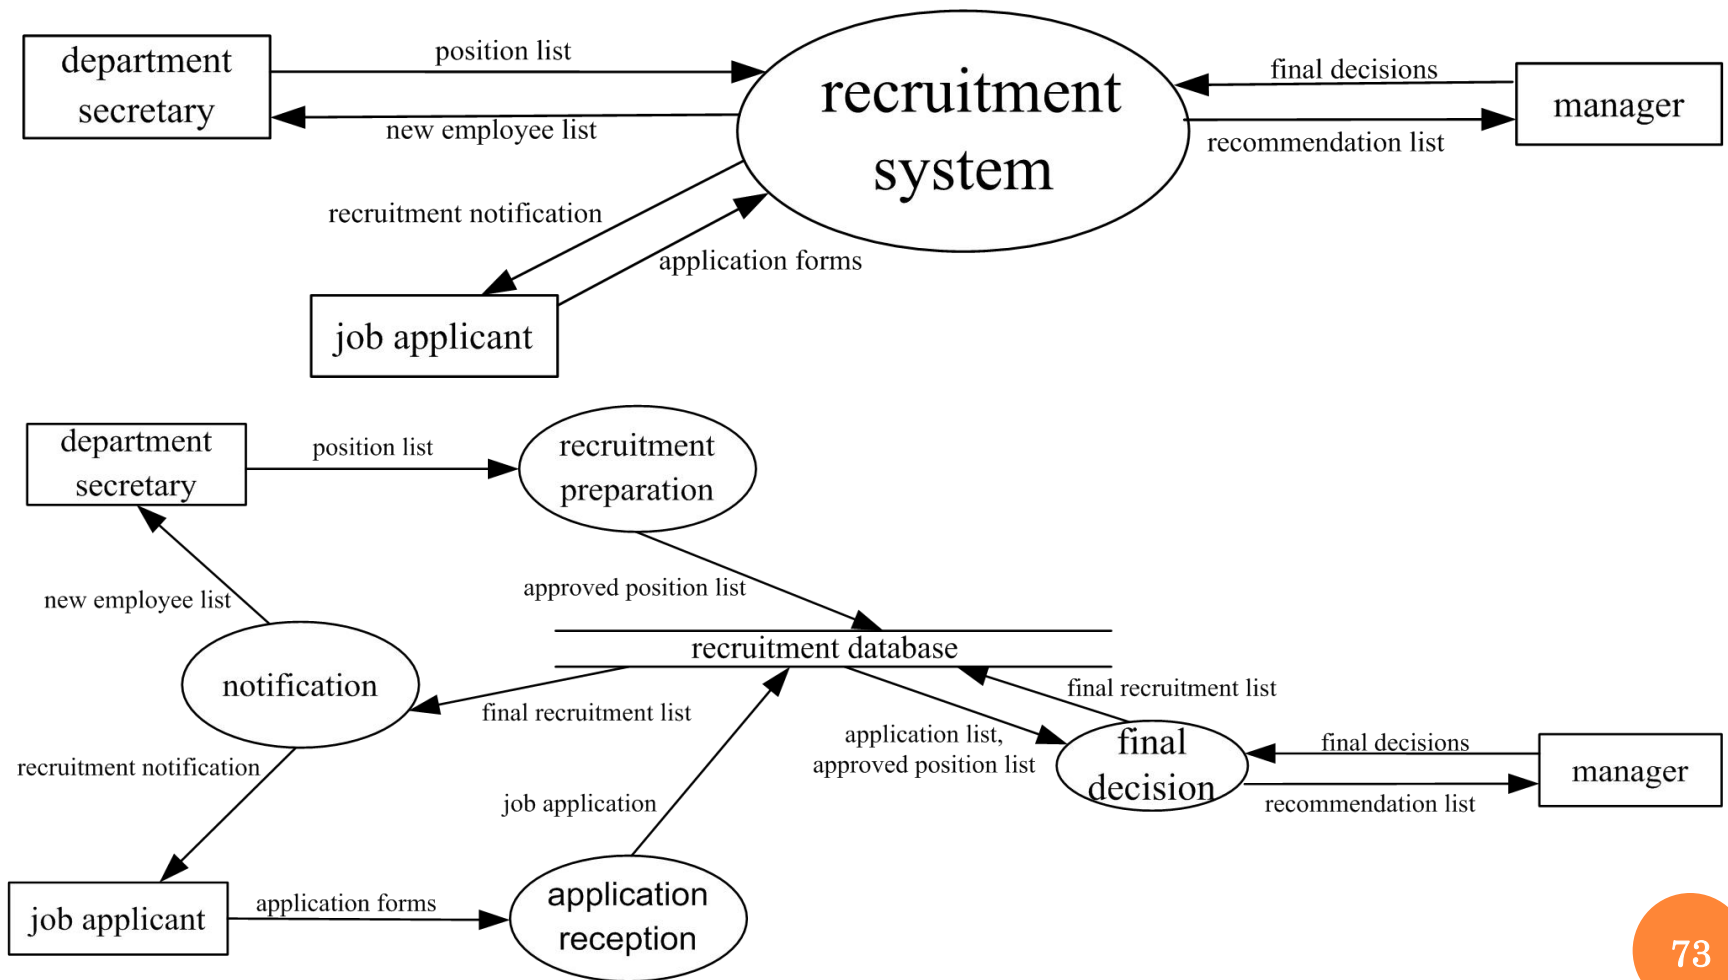 position list
department
secretary
new employee list
recruitment
system
final decisions
manager
recommendation list
recruitment notification
application forms
job applicant
department
secretary
position list
recruitment
preparation
approved position list
new employee list
recruitment database
notification
final recruitment list
final recruitment list
application list,
approved position list
final
decision
final decisions
manager
recommendation list
recruitment notification
job application
job applicant
application forms
application
reception
73